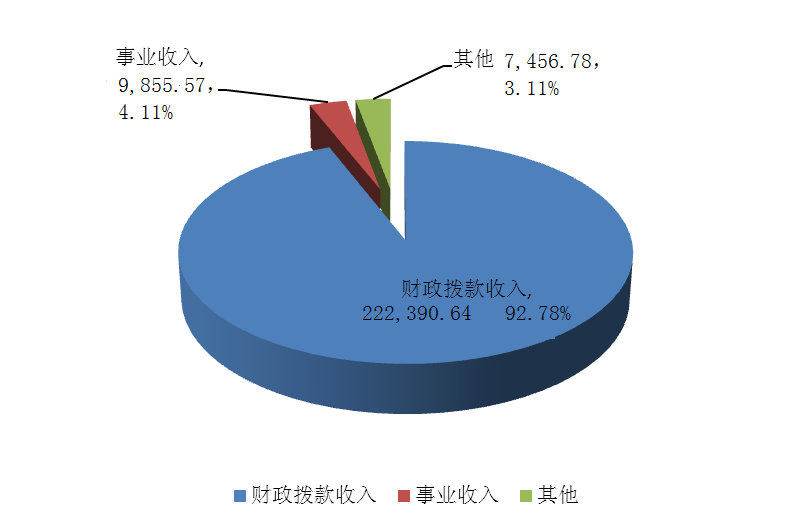 事业收入,
9,855.57,
4.11%
其他 7,456.78,
3.11%
财政拨款收入,
222,390.64 92.78%
财政拨款收入 事业收入 其他